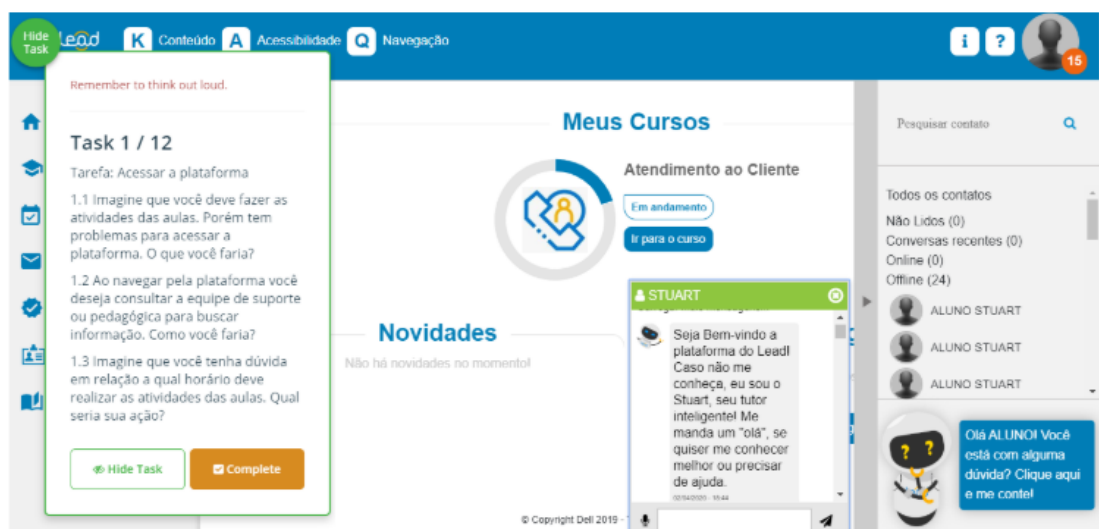 Hide
Task
Lead
K Conteúdo A Acessibilidade Q Navegação
i ?
15
Remember to think out loud.
Task 1 / 12
Tarefa: Acessar a plataforma
1.1 Imagine que você deve fazer as
atividades das aulas. Porém tem
problemas para acessar a
plataforma. O que você faria?
1.2 Ao navegar pela plataforma você
deseja consultar a equipe de suporte
ou pedagógica para buscar
informação. Como você faria?
1.3 Imagine que você tenha dúvida
em relação a qual horário deve
realizar as atividades das aulas. Qual
seria sua ação?
Hide Task
Complete
Meus Cursos
Atendimento ao Cliente
Em andamento
Ir para o curso
Novidades
Não há novidades no momento!
STUART
Seja Bem-vindo a
plataforma do Lead!
Caso não me
conheça, eu sou o
Stuart, seu tutor
inteligente! Me
manda um "olá", se
quiser me conhecer
melhor ou precisar
de ajuda.
© Copyright Dell 2019 -
Pesquisar contato
Todos os contatos
Não Lidos (0)
Conversas recentes (0)
Online (0)
Offline (24)
ALUNO STUART
ALUNO STUART
ALUNO STUART
? ?
Olá ALUNO! Você
está com alguma
dúvida? Clique aqui
e me conte!